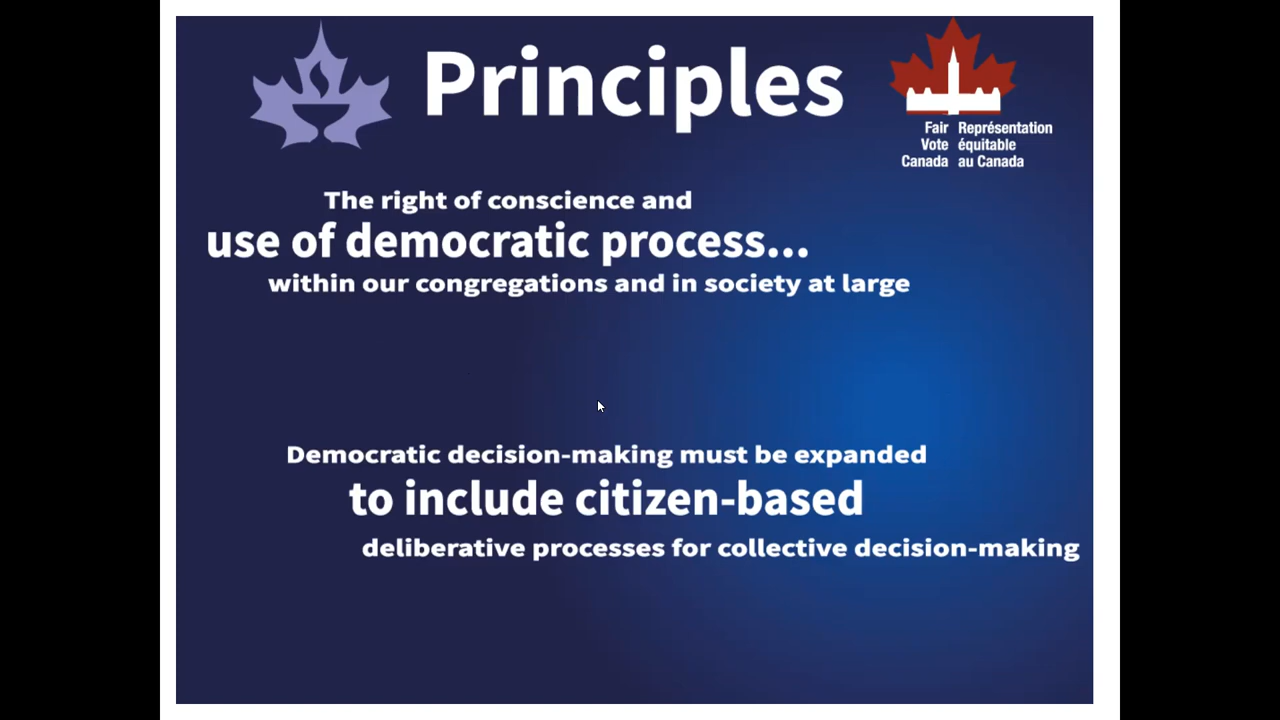 Principles
Fair Représentation
Vote équitable
Canada au Canada
The right of conscience and
use of democratic process...
within our congregations and in society at large
Democratic decision-making must be expanded
to include citizen-based
deliberative processes for collective decision-making